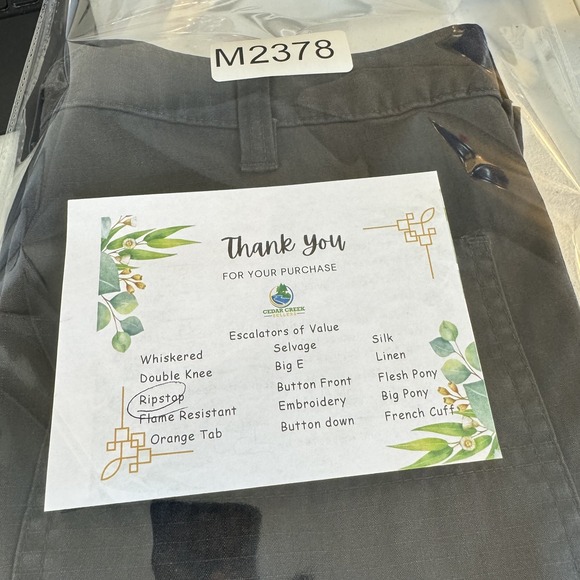 M2378
Thank You
FOR YOUR PURCHASE
CEDAR CREEK
SELLERS
Escalators of Value
Whiskered
Double Knee
Ripstop
Flame Resistant
Orange Tab
Selvage
Big E
Button Front
Embroidery
Button down
Silk
Linen
Flesh Pony
Big Pony
French Cuff